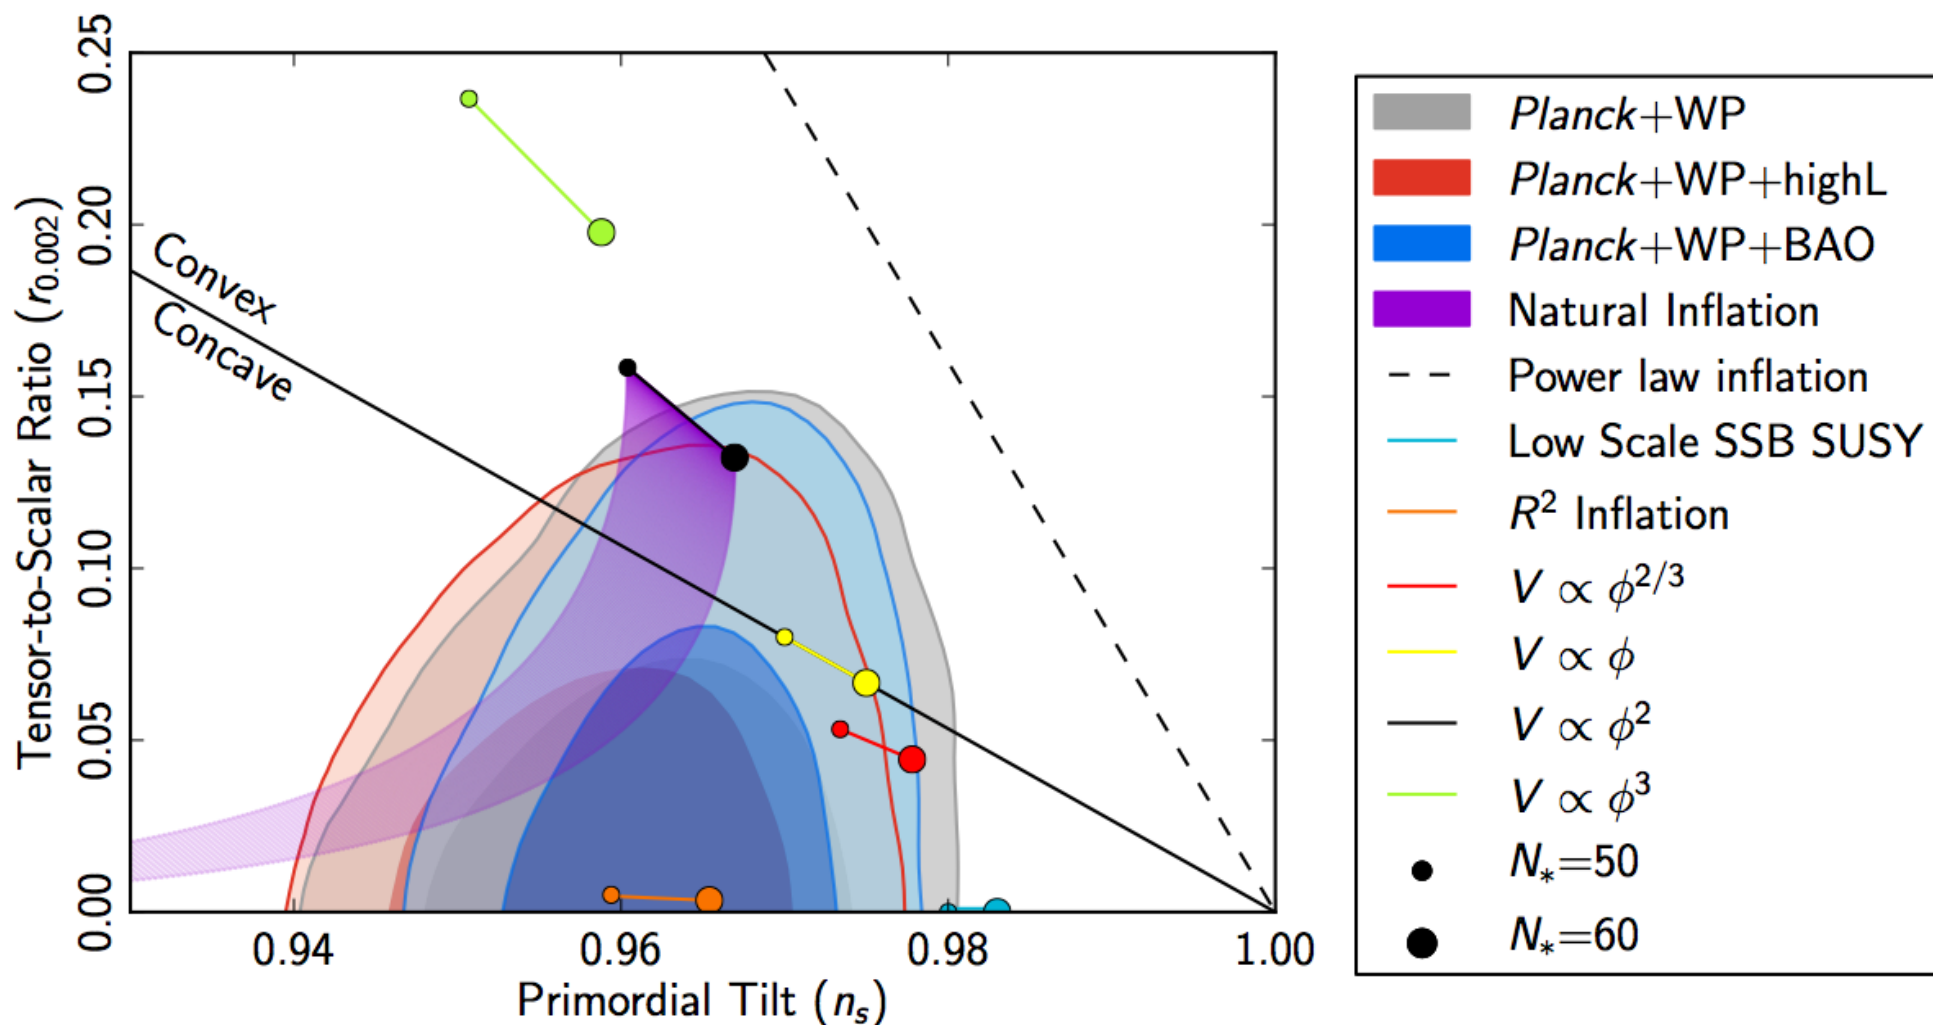 0.25
0.20
0.15
0.10
0.05
0.00
Tensor-to-Scalar Ratio (r0.002)
Convex
Concave
0.94 0.96 0.98 1.00
Primordial Tilt (ns)
Planck+WP
Planck+WP+highL
Planck+WP+BAO
Natural Inflation
Power law inflation
Low Scale SSB SUSY
R² Inflation
V ∝ ϕ^2/3
V ∝ ϕ
V ∝ ϕ²
V ∝ ϕ³
N*=50
N*=60